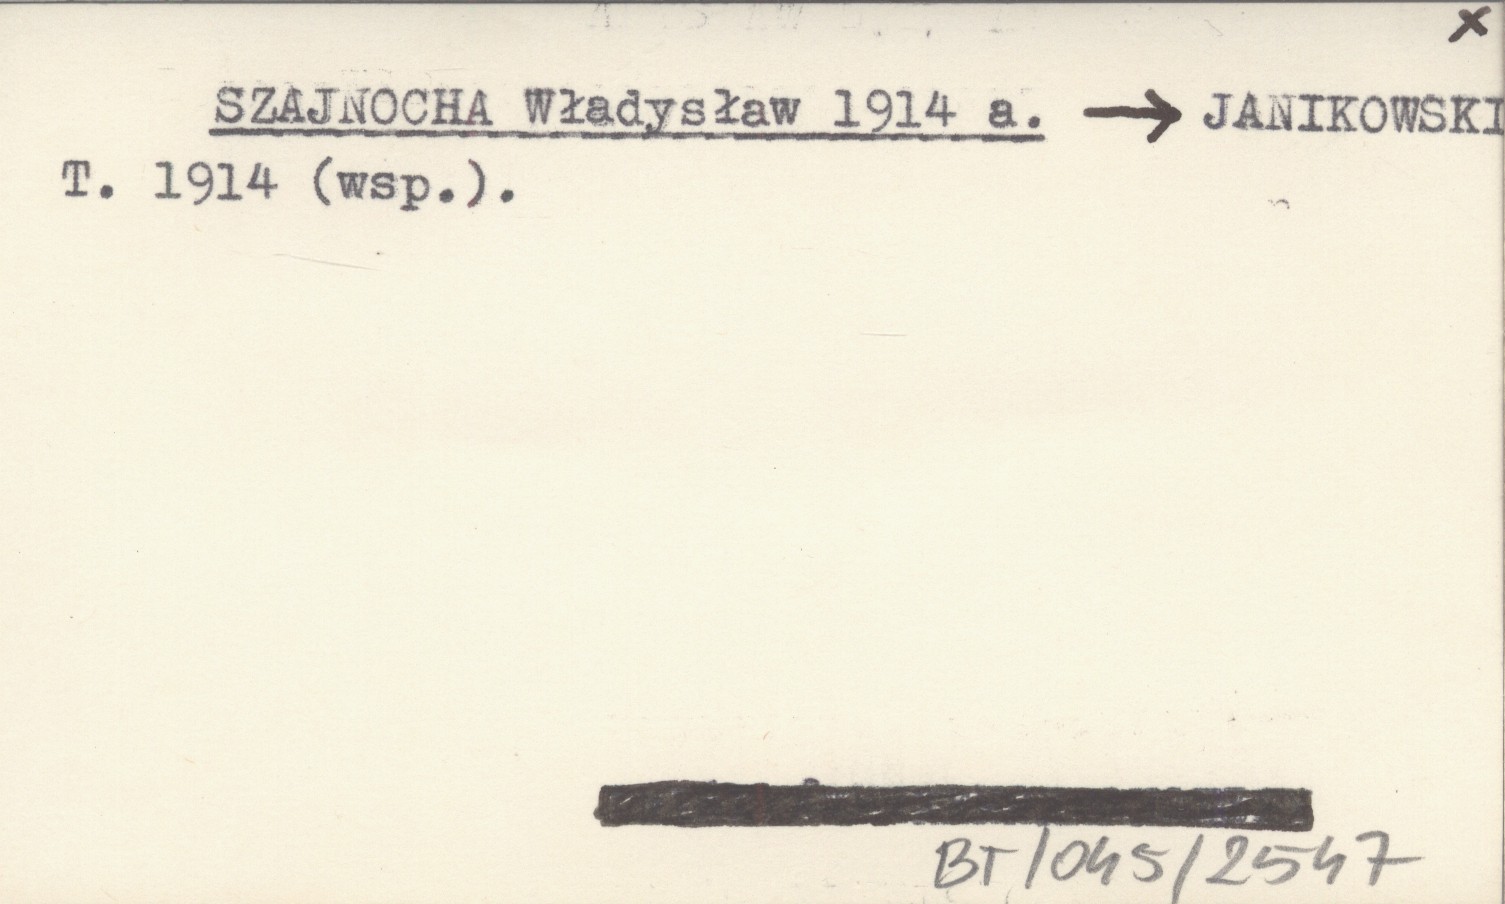 x
SZAJNOCHA Władysław 1914 a. → JANIKOWSKI
T. 1914 (wsp.).
BT/045/2547